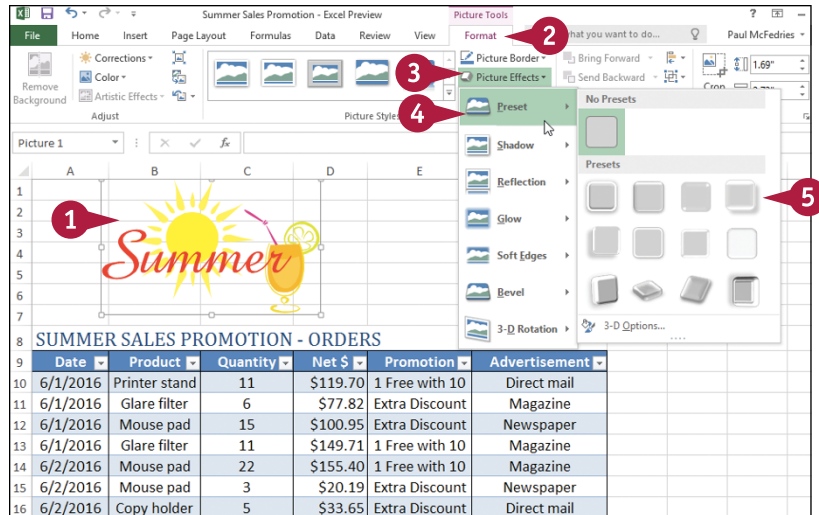 Summer Sales Promotion - Excel Preview
Picture Tools
?
File Home Insert Page Layout Formulas Data Review View Format
2
hat you want to do...
Paul McFedries
Remove Background
Corrections
Color
Artistic Effects
Adjust
3
Picture Styles
Picture Border
Picture Effects
Bring Forward
Send Backward
Crop
1.69"
4
Preset
Shadow
Reflection
Glow
Soft Edges
Bevel
3-D Rotation
No Presets
Presets
5
3-D Options...
Picture 1
fx
A B C D E
1
2
3
4
5
6
7
1
Summer
8 SUMMER SALES PROMOTION - ORDERS
9 Date Product Quantity Net $ Promotion Advertisement
10 6/1/2016 Printer stand 11 $119.70 1 Free with 10 Direct mail
11 6/1/2016 Glare filter 6 $77.82 Extra Discount Magazine
12 6/1/2016 Mouse pad 15 $100.95 Extra Discount Newspaper
13 6/1/2016 Glare filter 11 $149.71 1 Free with 10 Magazine
14 6/2/2016 Mouse pad 22 $155.40 1 Free with 10 Magazine
15 6/2/2016 Mouse pad 3 $20.19 Extra Discount Newspaper
16 6/2/2016 Copy holder 5 $33.65 Extra Discount Direct mail